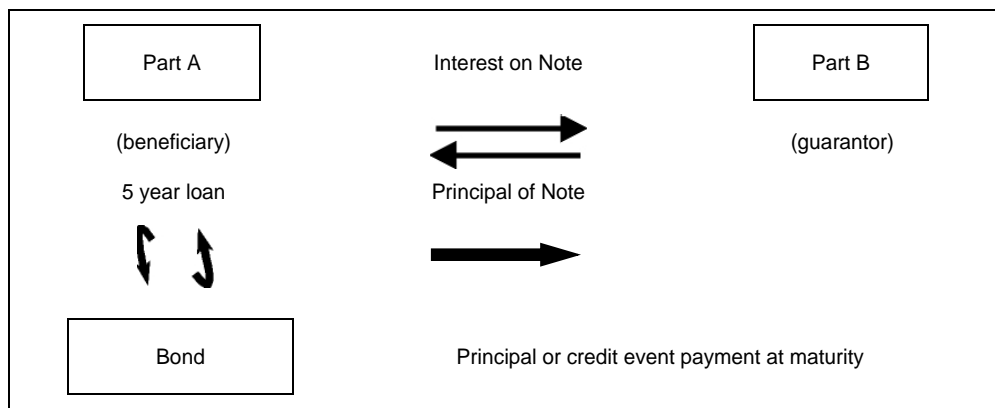 Part A
Interest on Note
Part B
(beneficiary)
(guarantor)
5 year loan
Principal of Note
Bond
Principal or credit event payment at maturity